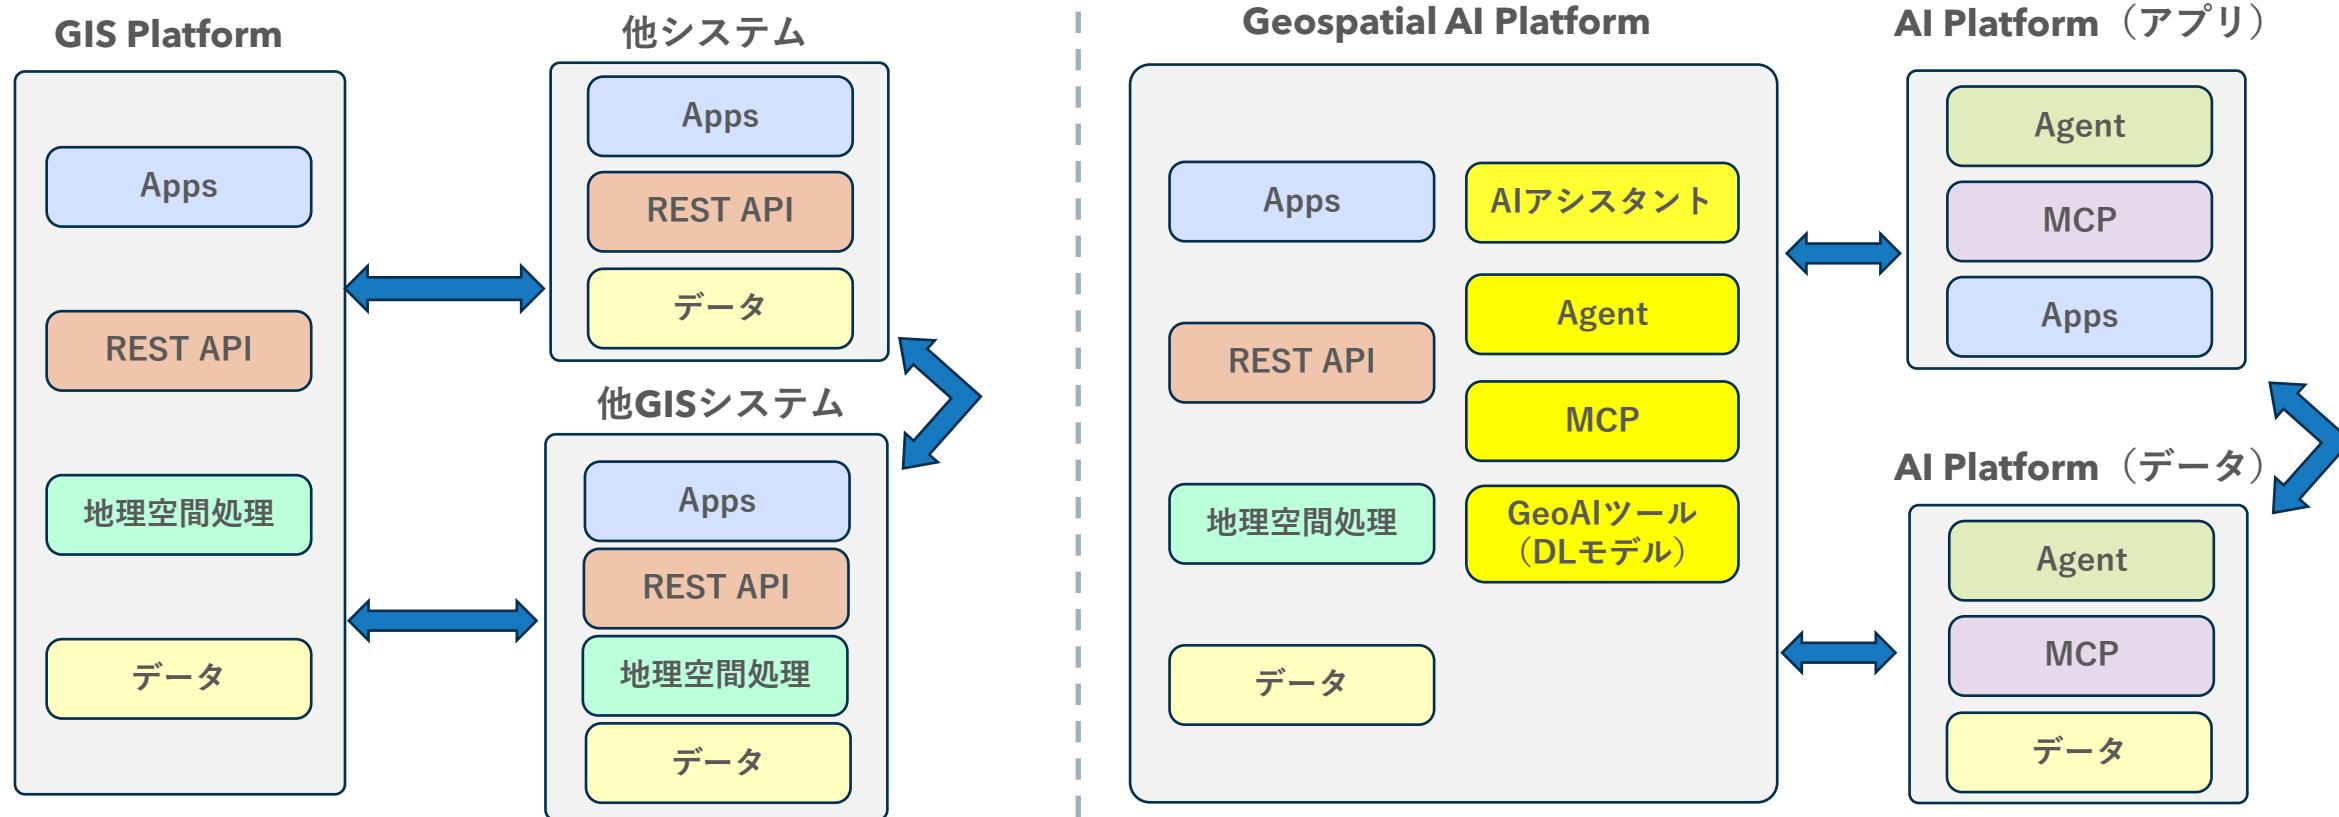 GIS Platform
Apps
REST API
地理空間処理
データ
他システム
Apps
REST API
データ
他GISシステム
Apps
REST API
地理空間処理
データ
Geospatial AI Platform
Apps
REST API
地理空間処理
データ
AIアシスタント
Agent
MCP
GeoAIツール
（DLモデル）
AI Platform（アプリ）
Agent
MCP
Apps
AI Platform（データ）
Agent
MCP
データ